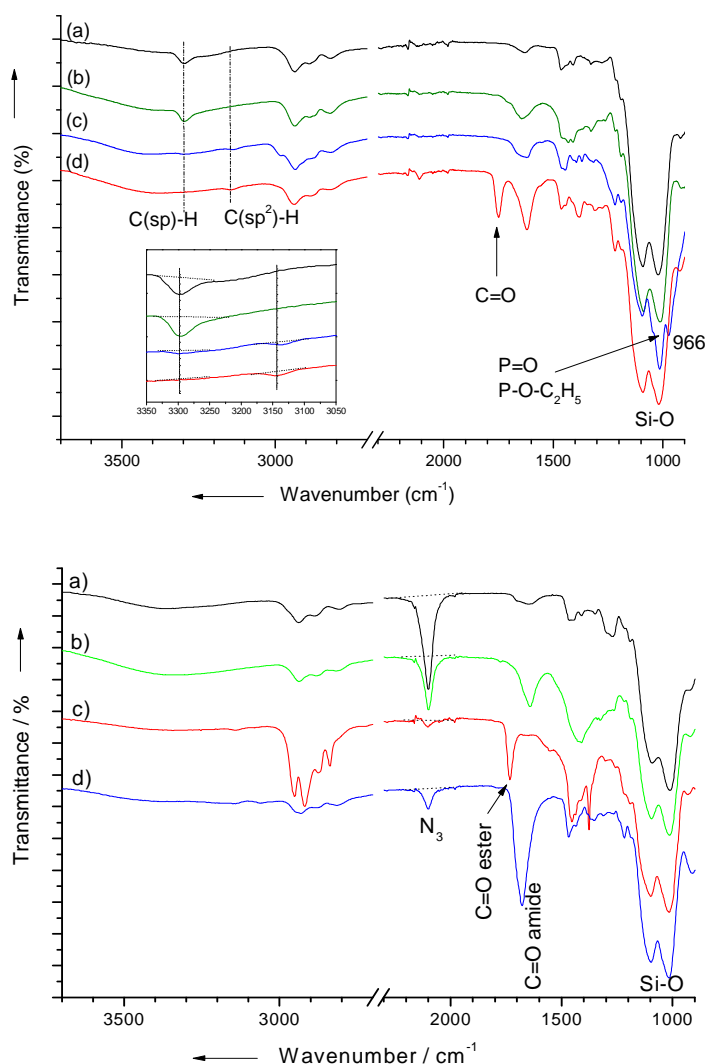 (a)
(b)
(c)
(d)
C(sp)-H
C(sp²)-H
C=O
P=O
P-O-C₂H₅
966
Si-O
3350 3300 3250 3200 3150 3100 3050
Transmittance (%)
3500 3000 2000 1500 1000
Wavenumber (cm⁻¹)
a)
b)
c)
d)
N₃
C=O ester
C=O amide
Si-O
Transmittance / %
3500 3000 2000 1500 1000
Wavenumber / cm⁻¹